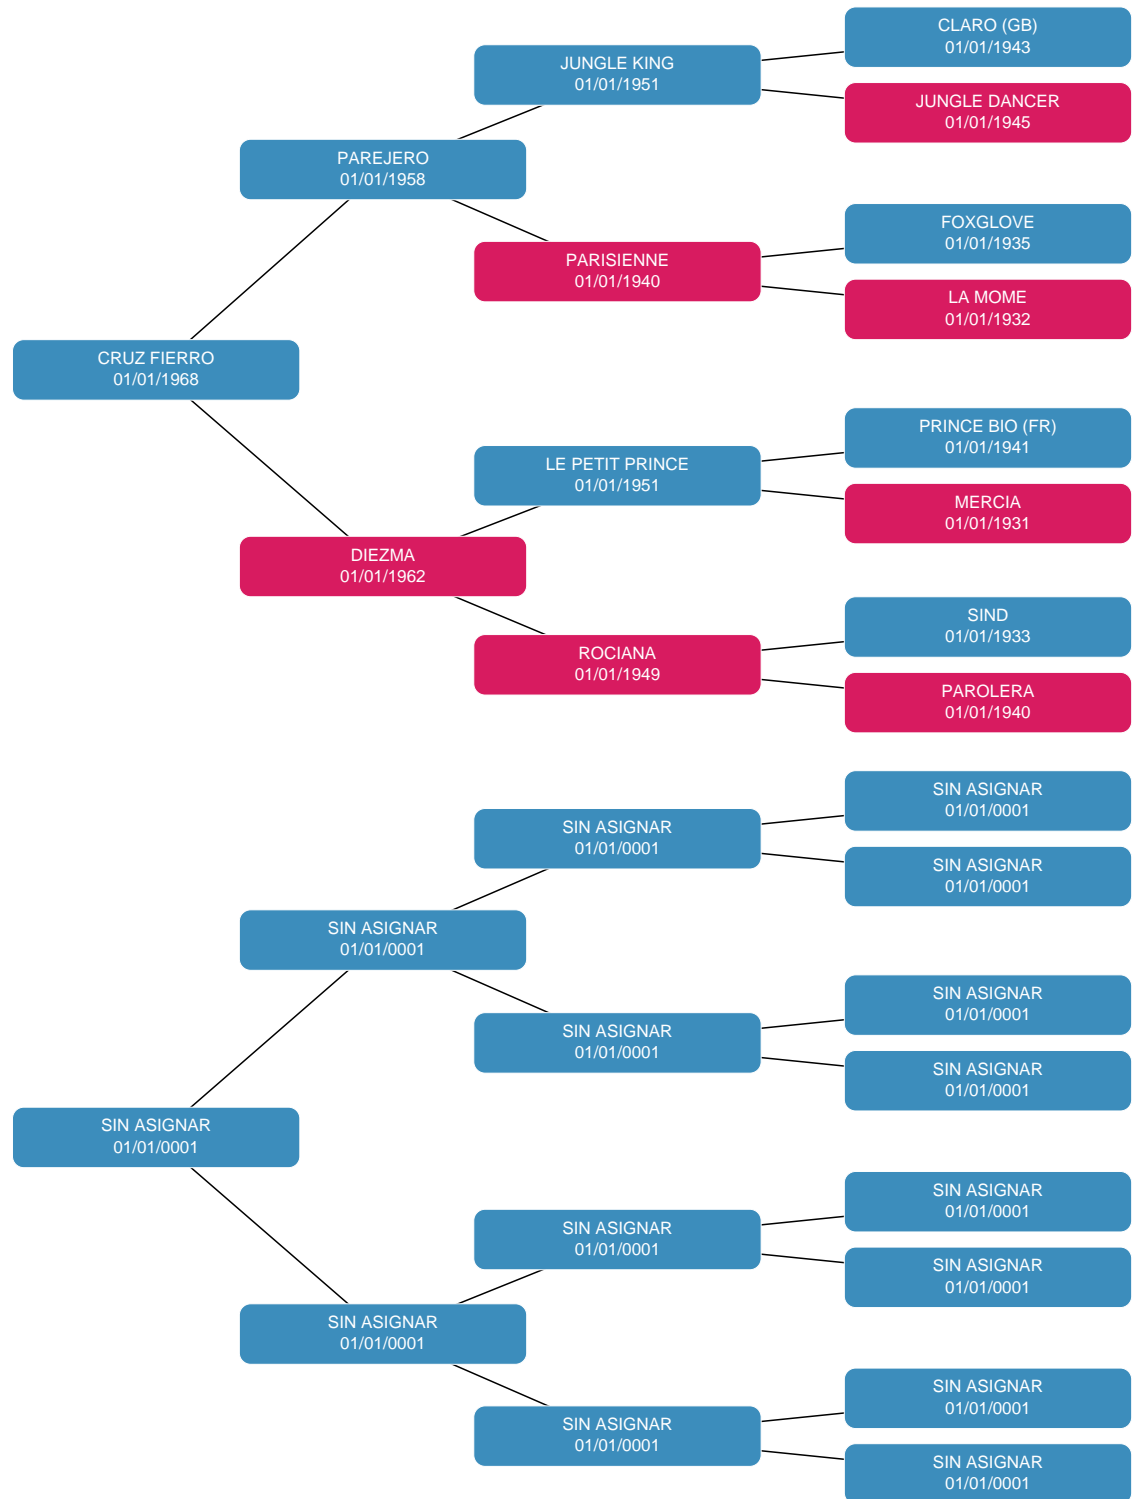 CLARO (GB)
01/01/1943
JUNGLE KING
01/01/1951
JUNGLE DANCER
01/01/1945
PAREJERO
01/01/1958
FOXGLOVE
01/01/1935
PARISIENNE
01/01/1940
LA MOME
01/01/1932
CRUZ FIERRO
01/01/1968
PRINCE BIO (FR)
01/01/1941
LE PETIT PRINCE
01/01/1951
MERCIA
01/01/1931
DIEZMA
01/01/1962
SIND
01/01/1933
ROCIANA
01/01/1949
PAROLERA
01/01/1940
SIN ASIGNAR
01/01/0001
SIN ASIGNAR
01/01/0001
SIN ASIGNAR
01/01/0001
SIN ASIGNAR
01/01/0001
SIN ASIGNAR
01/01/0001
SIN ASIGNAR
01/01/0001
SIN ASIGNAR
01/01/0001
SIN ASIGNAR
01/01/0001
SIN ASIGNAR
01/01/0001
SIN ASIGNAR
01/01/0001
SIN ASIGNAR
01/01/0001
SIN ASIGNAR
01/01/0001
SIN ASIGNAR
01/01/0001
SIN ASIGNAR
01/01/0001
SIN ASIGNAR
01/01/0001